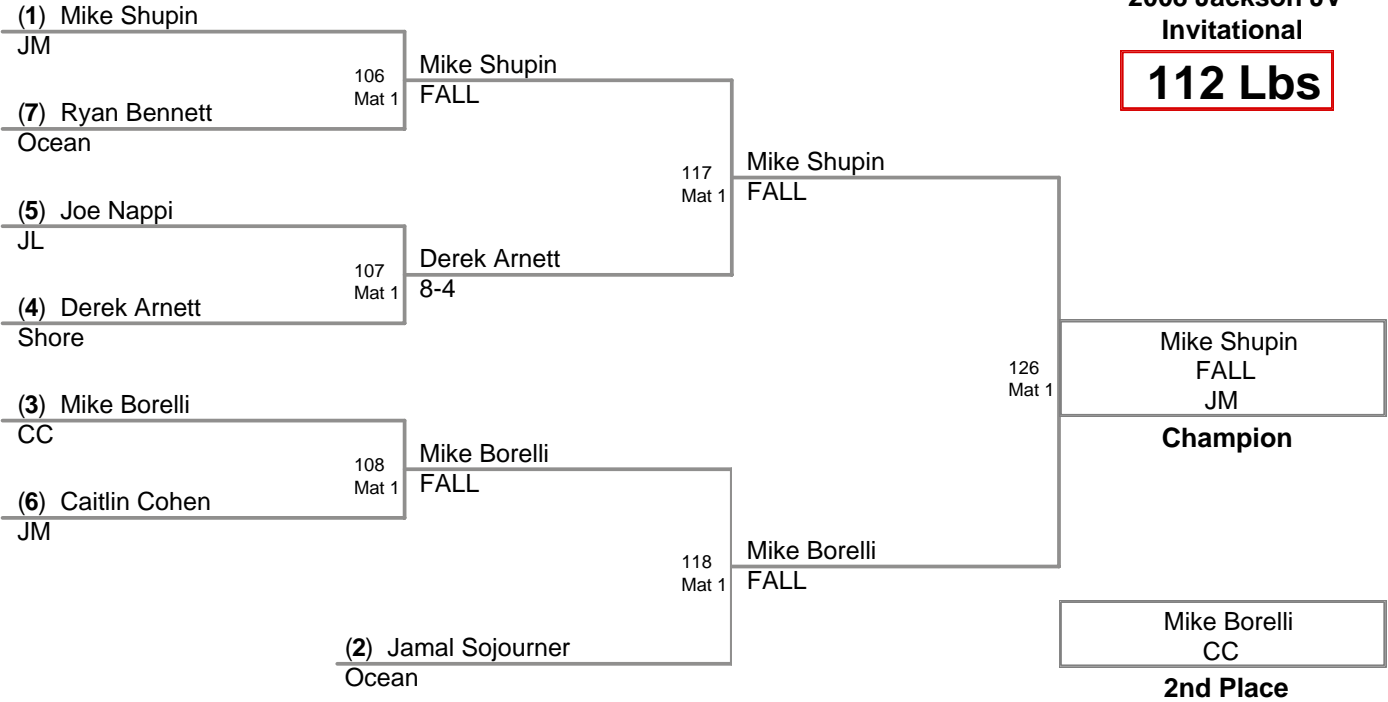 2008 Jackson JV
Invitational
112 Lbs
(1) Mike Shupin
JM
106
Mat 1
Mike Shupin
FALL
(7) Ryan Bennett
Ocean
117
Mat 1
Mike Shupin
FALL
(5) Joe Nappi
JL
107
Mat 1
Derek Arnett
8-4
(4) Derek Arnett
Shore
126
Mat 1
Mike Shupin
FALL
JM
Champion
(3) Mike Borelli
CC
108
Mat 1
Mike Borelli
FALL
(6) Caitlin Cohen
JM
118
Mat 1
Mike Borelli
FALL
(2) Jamal Sojourner
Ocean
Mike Borelli
CC
2nd Place